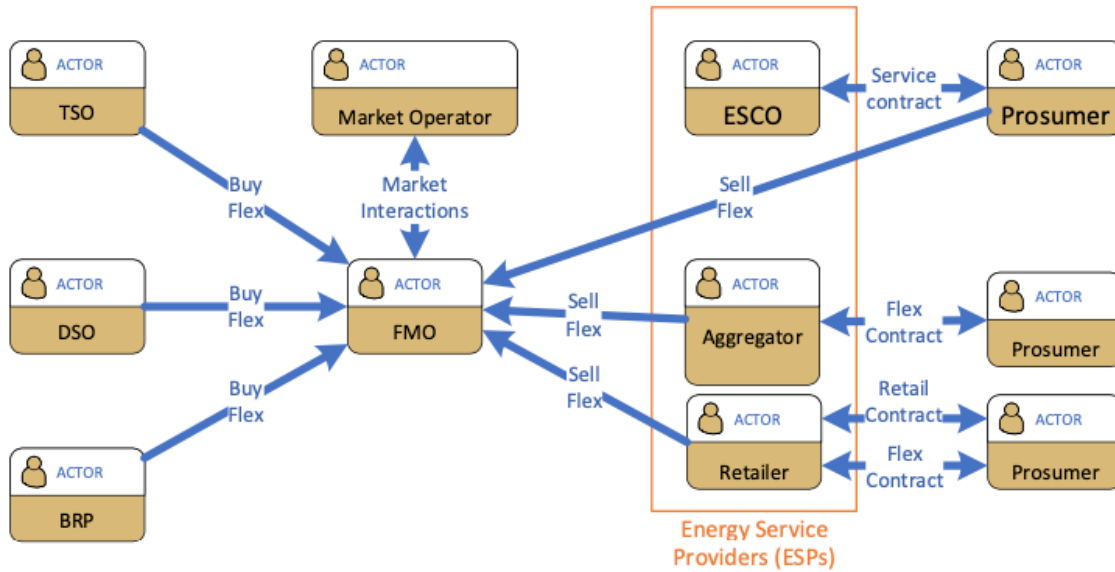 ACTOR
TSO
ACTOR
Market Operator
ACTOR
ESCO
Service
contract
ACTOR
Prosumer
Buy
Flex
Market
Interactions
Sell
Flex
ACTOR
DSO
Buy
Flex
ACTOR
FMO
Sell
Flex
ACTOR
Aggregator
Flex
Contract
ACTOR
Prosumer
Buy
Flex
Sell
Flex
Retail
Contract
ACTOR
BRP
ACTOR
Retailer
Flex
Contract
ACTOR
Prosumer
Energy Service
Providers (ESPs)